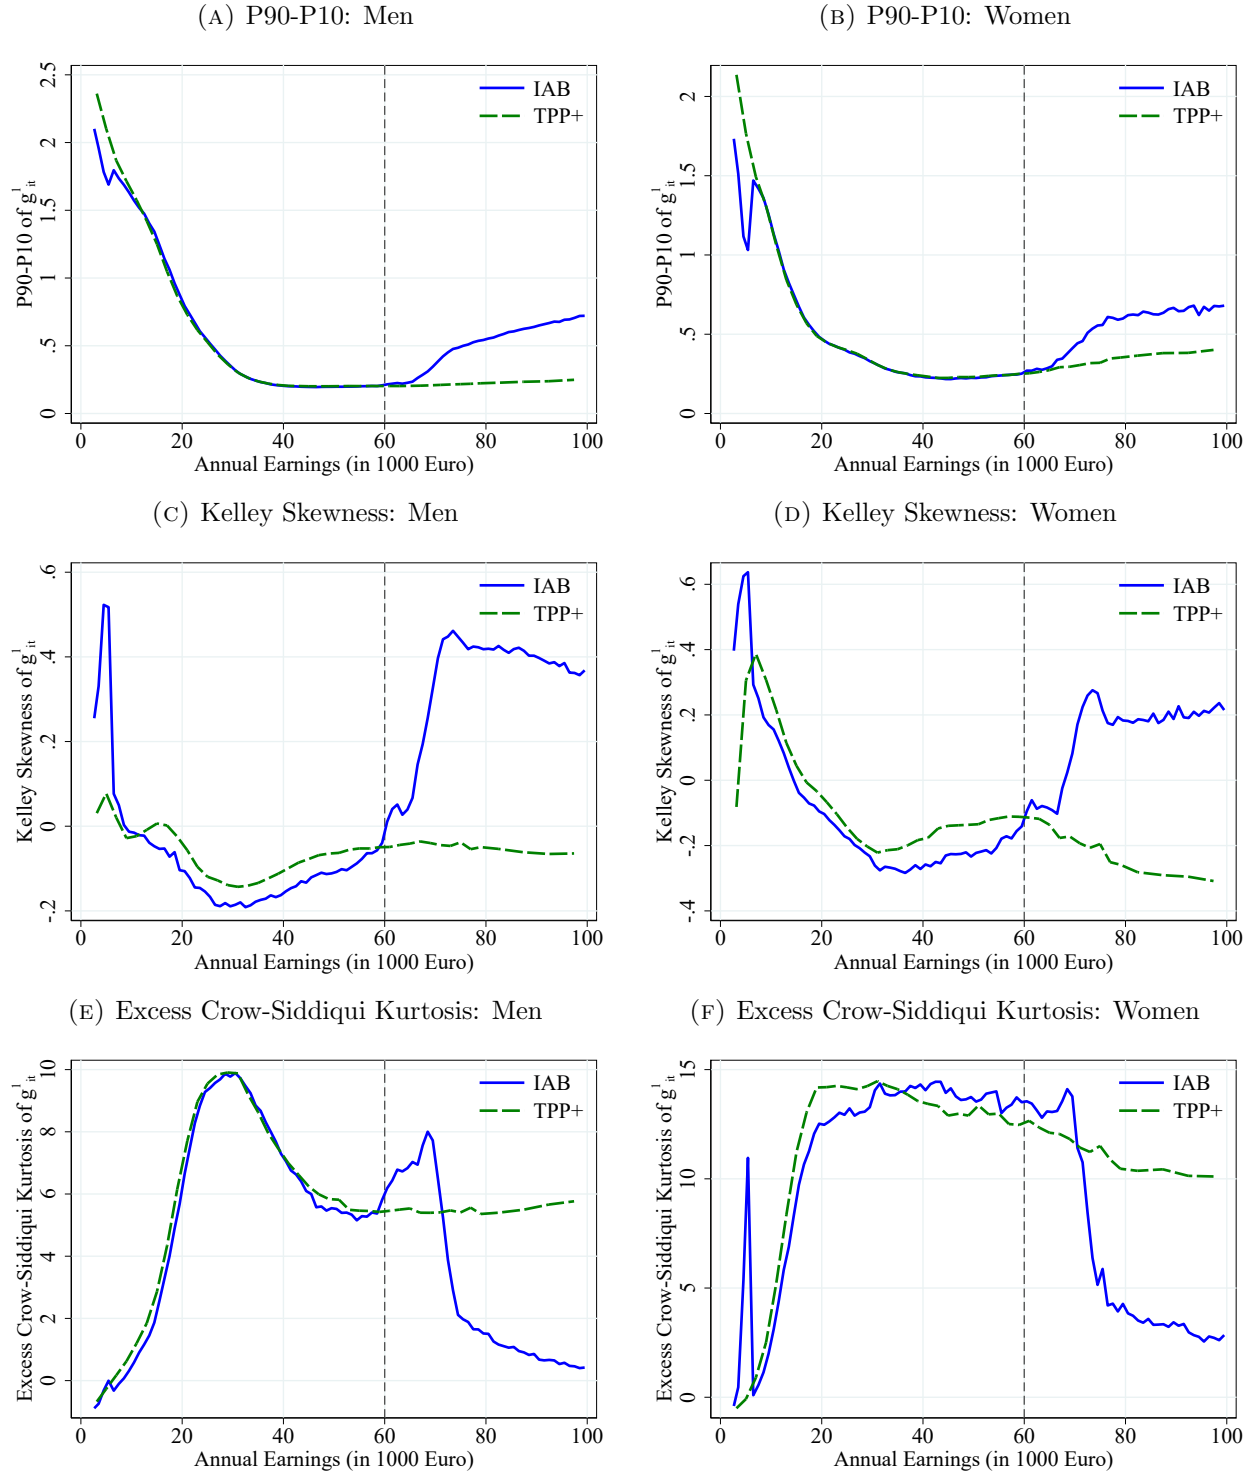 (A) P90-P10: Men
P90-P10 of g¹ᵢₜ
2.5
2
1.5
1
.5
0
IAB
TPP+
0 20 40 60 80 100
Annual Earnings (in 1000 Euro)
(B) P90-P10: Women
P90-P10 of g¹ᵢₜ
2
1.5
1
.5
0
IAB
TPP+
0 20 40 60 80 100
Annual Earnings (in 1000 Euro)
(C) Kelley Skewness: Men
Kelley Skewness of g¹ᵢₜ
.6
.4
.2
0
-.2
IAB
TPP+
0 20 40 60 80 100
Annual Earnings (in 1000 Euro)
(D) Kelley Skewness: Women
Kelley Skewness of g¹ᵢₜ
.6
.4
.2
0
-.2
-.4
IAB
TPP+
0 20 40 60 80 100
Annual Earnings (in 1000 Euro)
(E) Excess Crow-Siddiqui Kurtosis: Men
Excess Crow-Siddiqui Kurtosis of g¹ᵢₜ
10
8
6
4
2
0
IAB
TPP+
0 20 40 60 80 100
Annual Earnings (in 1000 Euro)
(F) Excess Crow-Siddiqui Kurtosis: Women
Excess Crow-Siddiqui Kurtosis of g¹ᵢₜ
15
10
5
0
IAB
TPP+
0 20 40 60 80 100
Annual Earnings (in 1000 Euro)